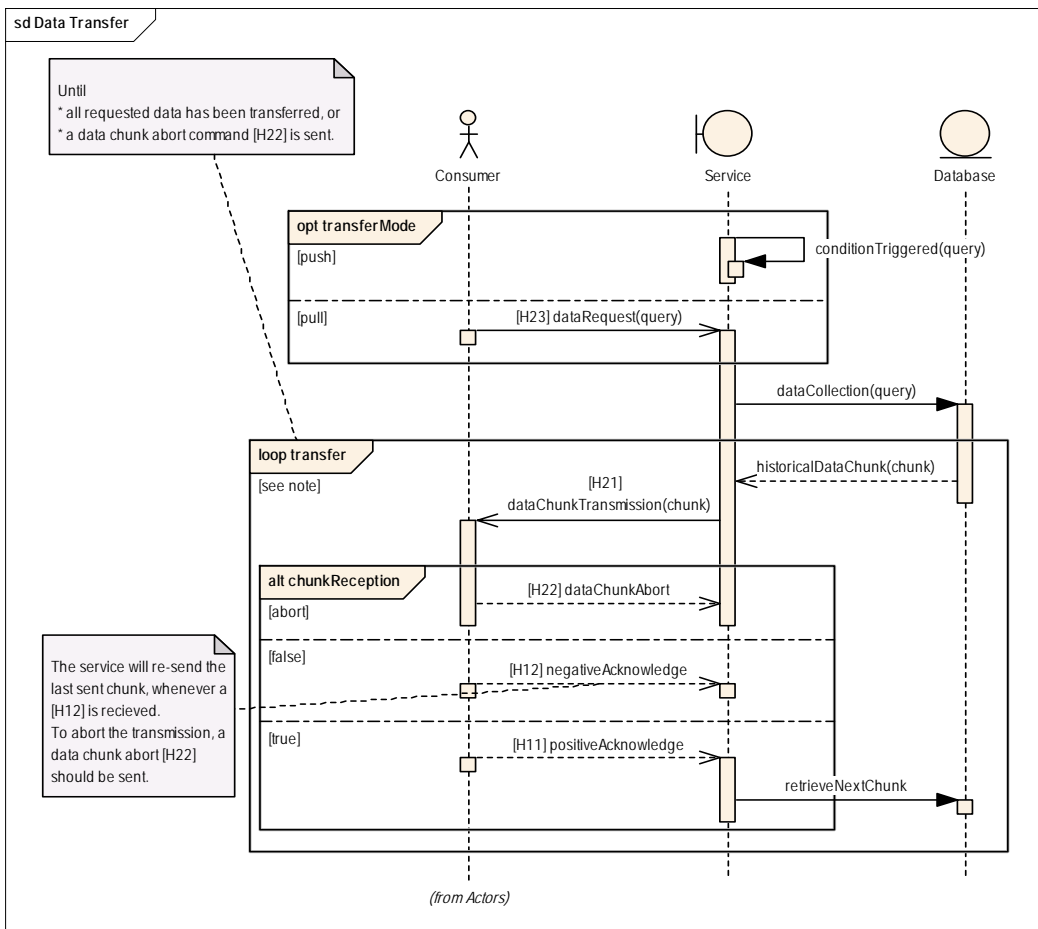 sd Data Transfer
Until
* all requested data has been transferred, or
* a data chunk abort command [H22] is sent.
Consumer
Service
Database
opt transferMode
[push]
conditionTriggered(query)
[pull]
[H23] dataRequest(query)
dataCollection(query)
loop transfer
[see note]
historicalDataChunk(chunk)
[H21]
dataChunkTransmission(chunk)
alt chunkReception
[abort]
[H22] dataChunkAbort
[false]
[H12] negativeAcknowledge
The service will re-send the
last sent chunk, whenever a
[H12] is recieved.
To abort the transmission, a
data chunk abort [H22]
should be sent.
[true]
[H11] positiveAcknowledge
retrieveNextChunk
(from Actors)